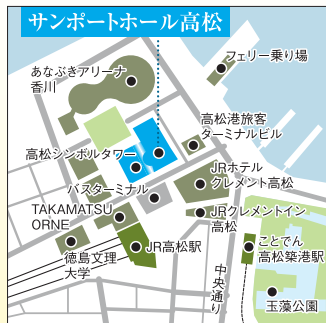 サンポートホール高松
フェリー乗り場
あなぶきアリーナ
香川
高松港旅客
ターミナルビル
高松シンボルタワー
JRホテル
クレメント高松
バスターミナル
TAKAMATSU
ORNE
JRクレメントイン
高松
徳島文理
大学
JR高松駅
中央通り
ことでん
高松築港駅
玉藻公園